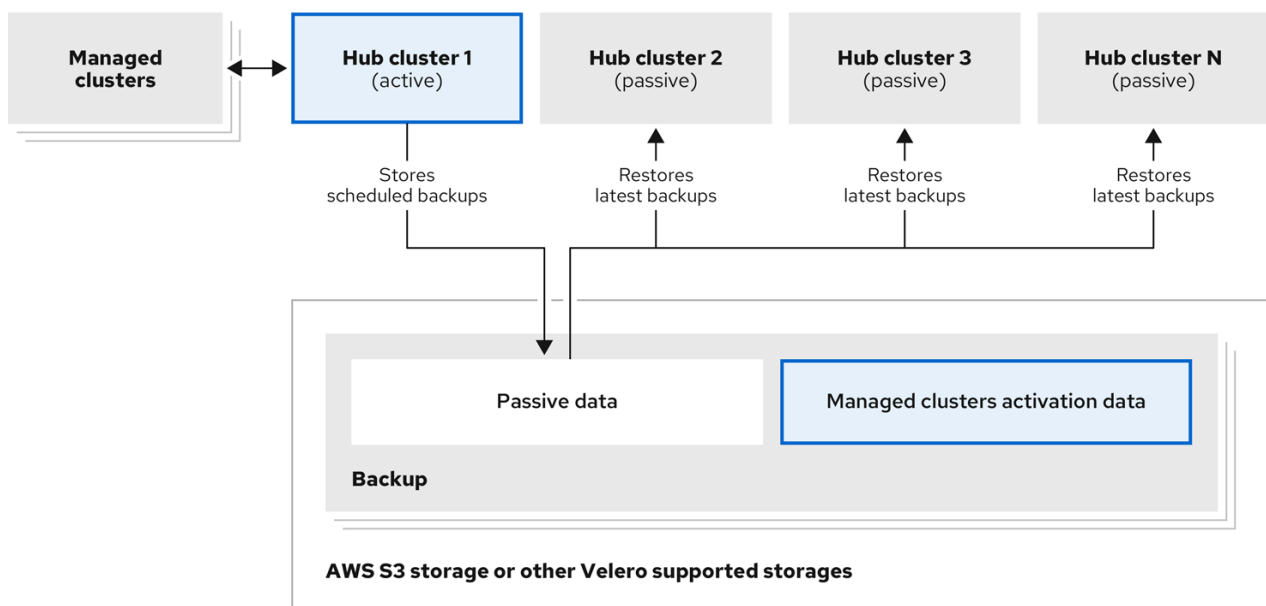 Managed
clusters
Hub cluster 1
(active)
Hub cluster 2
(passive)
Hub cluster 3
(passive)
Hub cluster N
(passive)
Stores
scheduled backups
Restores
latest backups
Restores
latest backups
Restores
latest backups
Passive data
Managed clusters activation data
Backup
AWS S3 storage or other Velero supported storages